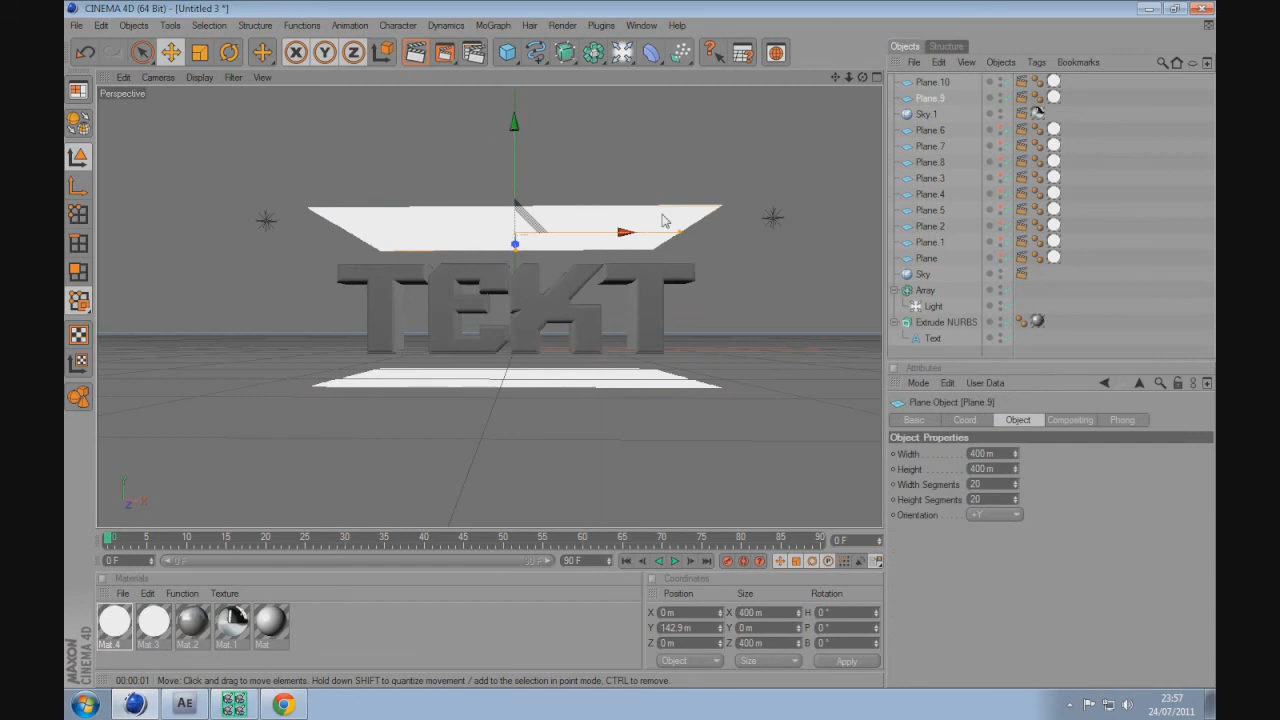 CINEMA 4D (64 Bit) - [Untitled 3 *]
File Edit Objects Tools Selection Structure Functions Animation Character Dynamics MoGraph Hair Render Plugins Window Help
Objects Structure
File Edit View Objects Tags Bookmarks
Edit Cameras Display Filter View
Perspective
Plane.10
Plane.9
Sky.1
Plane.6
Plane.7
Plane.8
Plane.3
Plane.4
Plane.5
Plane.2
Plane.1
Plane
Sky
Array
Light
Extrude NURBS
Text
TEKT
Attributes
Mode Edit User Data
Plane Object [Plane.9]
Basic Coord. Object Compositing Phong
Object Properties
Width 400 m
Height 400 m
Width Segments 20
Height Segments 20
Orientation +Y
Y
Z X
0 5 10 15 20 25 30 35 40 45 50 55 60 65 70 75 80 85 90 0 F
0 F 0 F 90 F 90 F
Materials
File Edit Function Texture
Mat.4 Mat.3 Mat.2 Mat.1 Mat
Coordinates
Position Size Rotation
X 0 m X 400 m H 0 °
Y 142.9 m Y 0 m P 0 °
Z 0 m Z 400 m B 0 °
Object Size Apply
MAXON
CINEMA 4D
00:00:01 Move: Click and drag to move elements. Hold down SHIFT to quantize movement / add to the selection in point mode, CTRL to remove.
AE
23:57
24/07/2011